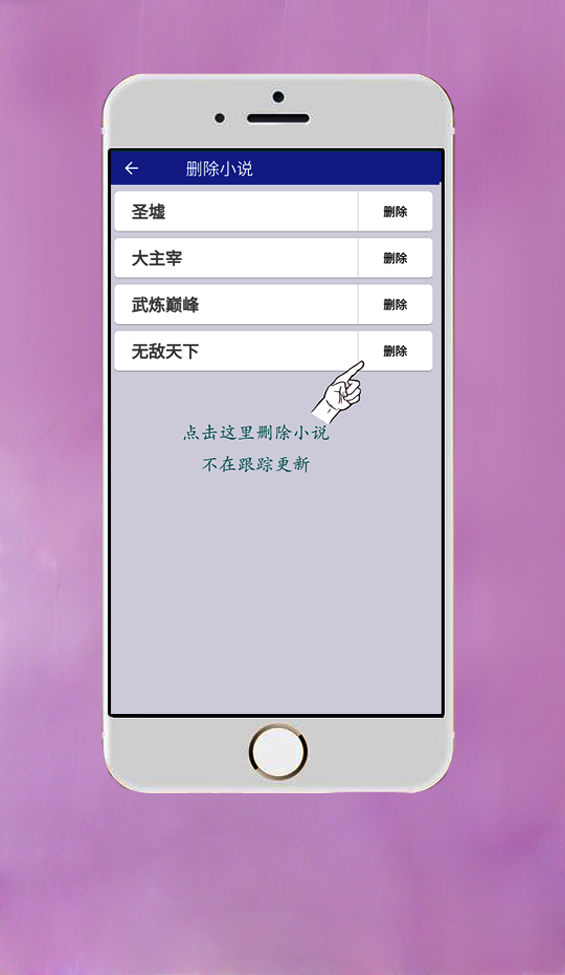 删除小说
圣墟 删除
大主宰 删除
武炼巅峰 删除
无敌天下 删除
点击这里删除小说
不在跟踪更新